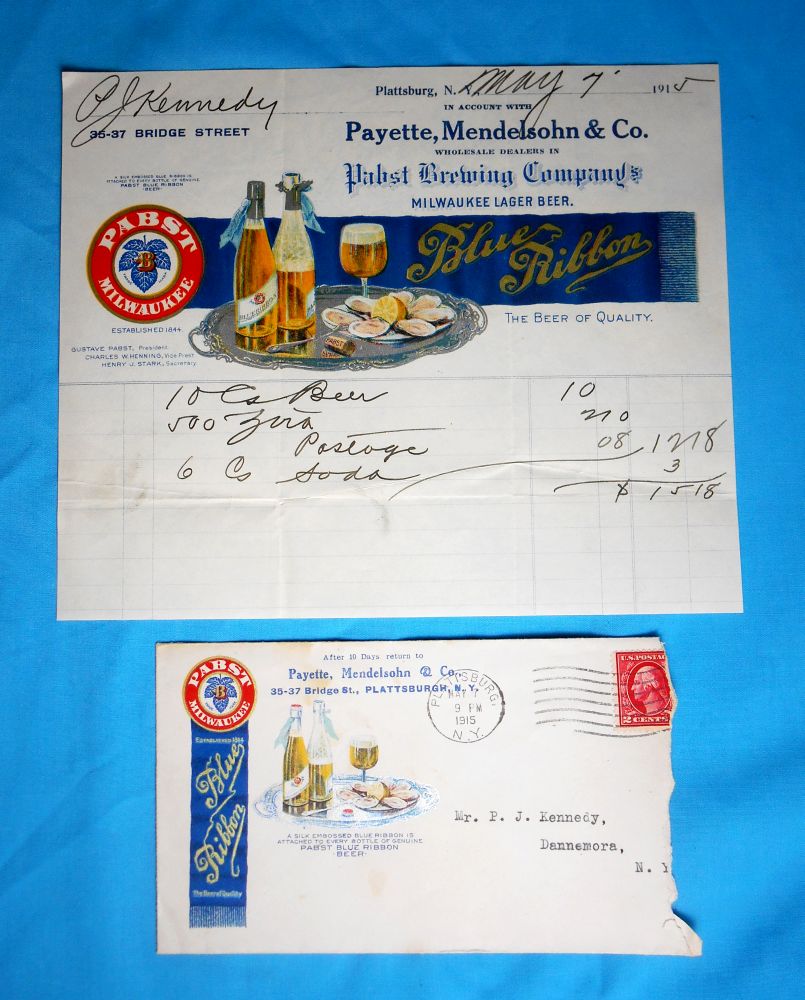 P J Kennedy
Plattsburg, N. Y., May 7 1915
35-37 BRIDGE STREET
IN ACCOUNT WITH
Payette, Mendelsohn & Co.
WHOLESALE DEALERS IN
Pabst Brewing Company's
MILWAUKEE LAGER BEER.
A SILK EMBOSSED BLUE RIBBON IS
ATTACHED TO EVERY BOTTLE OF GENUINE
PABST BLUE RIBBON
-BEER-
PABST
B
MILWAUKEE
Blue
Ribbon
BLUE RIBBON
PABST
ESTABLISHED 1844.
THE BEER OF QUALITY.
GUSTAVE PABST, President
CHARLES W. HENNING, Vice Prest
HENRY J. STARK, Secretary
10 Cs Beer 10
500 210
Postage 08 1218
6 Cs Soda 3
$ 1518
After 10 Days return to
Payette, Mendelsohn & Co.
35-37 Bridge St., PLATTSBURGH, N. Y.
PLATTSBURG,
MAY 7
9 PM
1915
N.Y.
U.S. POSTA
2 CENTS
PABST
B
MILWAUKEE
ESTABLISHED 1844
Blue
Ribbon
The Beer of Quality
A SILK EMBOSSED BLUE RIBBON IS
ATTACHED TO EVERY BOTTLE OF GENUINE
PABST BLUE RIBBON
-BEER-
Mr. P. J. Kennedy,
Dannemora,
N. Y